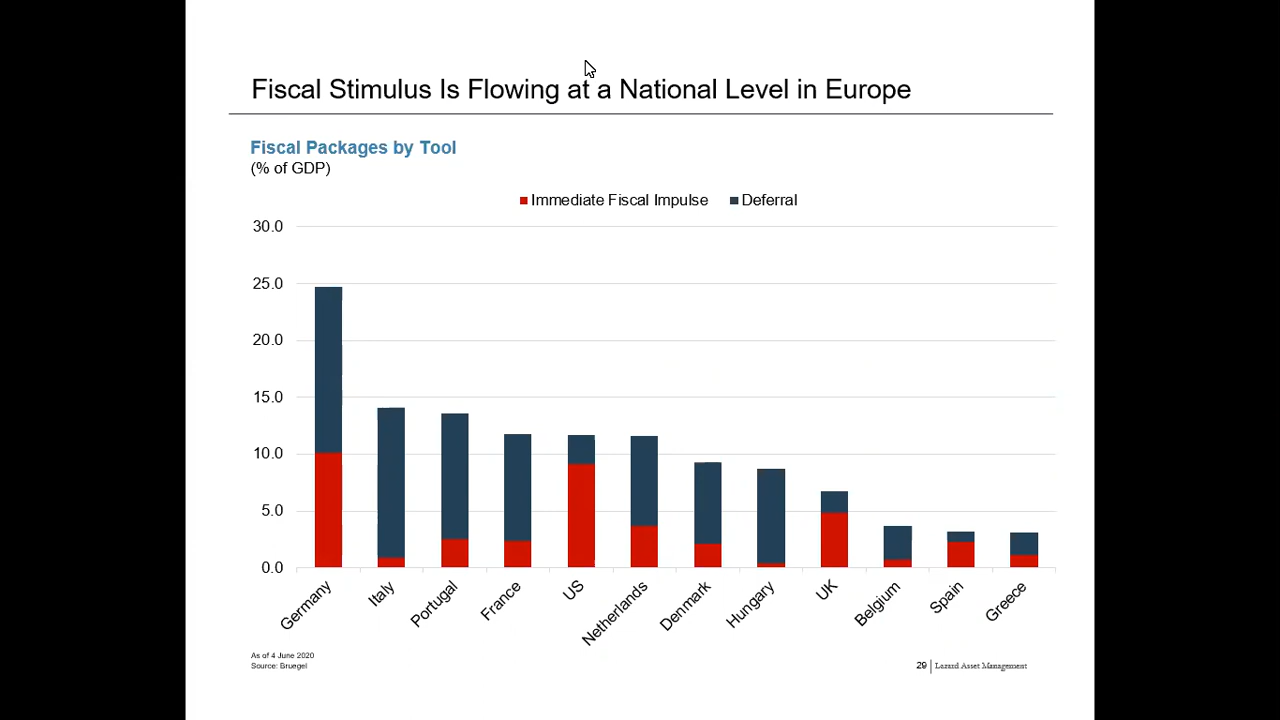 Fiscal Stimulus Is Flowing at a National Level in Europe
Fiscal Packages by Tool
(% of GDP)
Immediate Fiscal Impulse Deferral
30.0
25.0
20.0
15.0
10.0
5.0
0.0
Germany
Italy
Portugal
France
US
Netherlands
Denmark
Hungary
UK
Belgium
Spain
Greece
As of 4 June 2020
Source: Bruegel
29 Lazard Asset Management